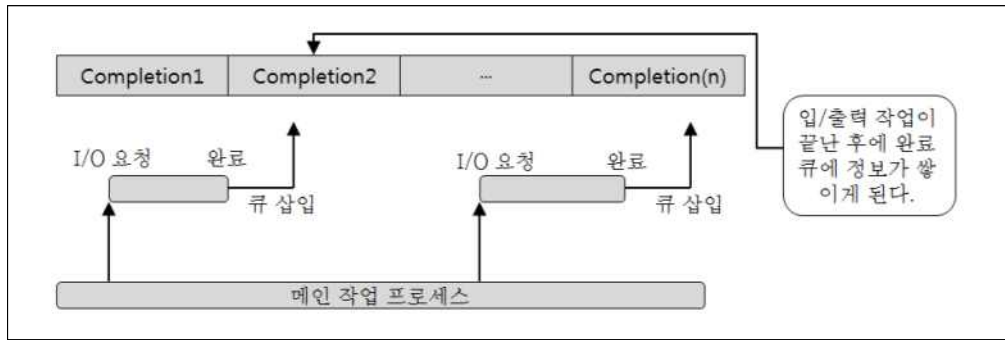 Completion1
Completion2
...
Completion(n)
입/출력 작업이
끝난 후에 완료
큐에 정보가 쌓
이게 된다.
I/O 요청
완료
I/O 요청
완료
큐 삽입
큐 삽입
메인 작업 프로세스